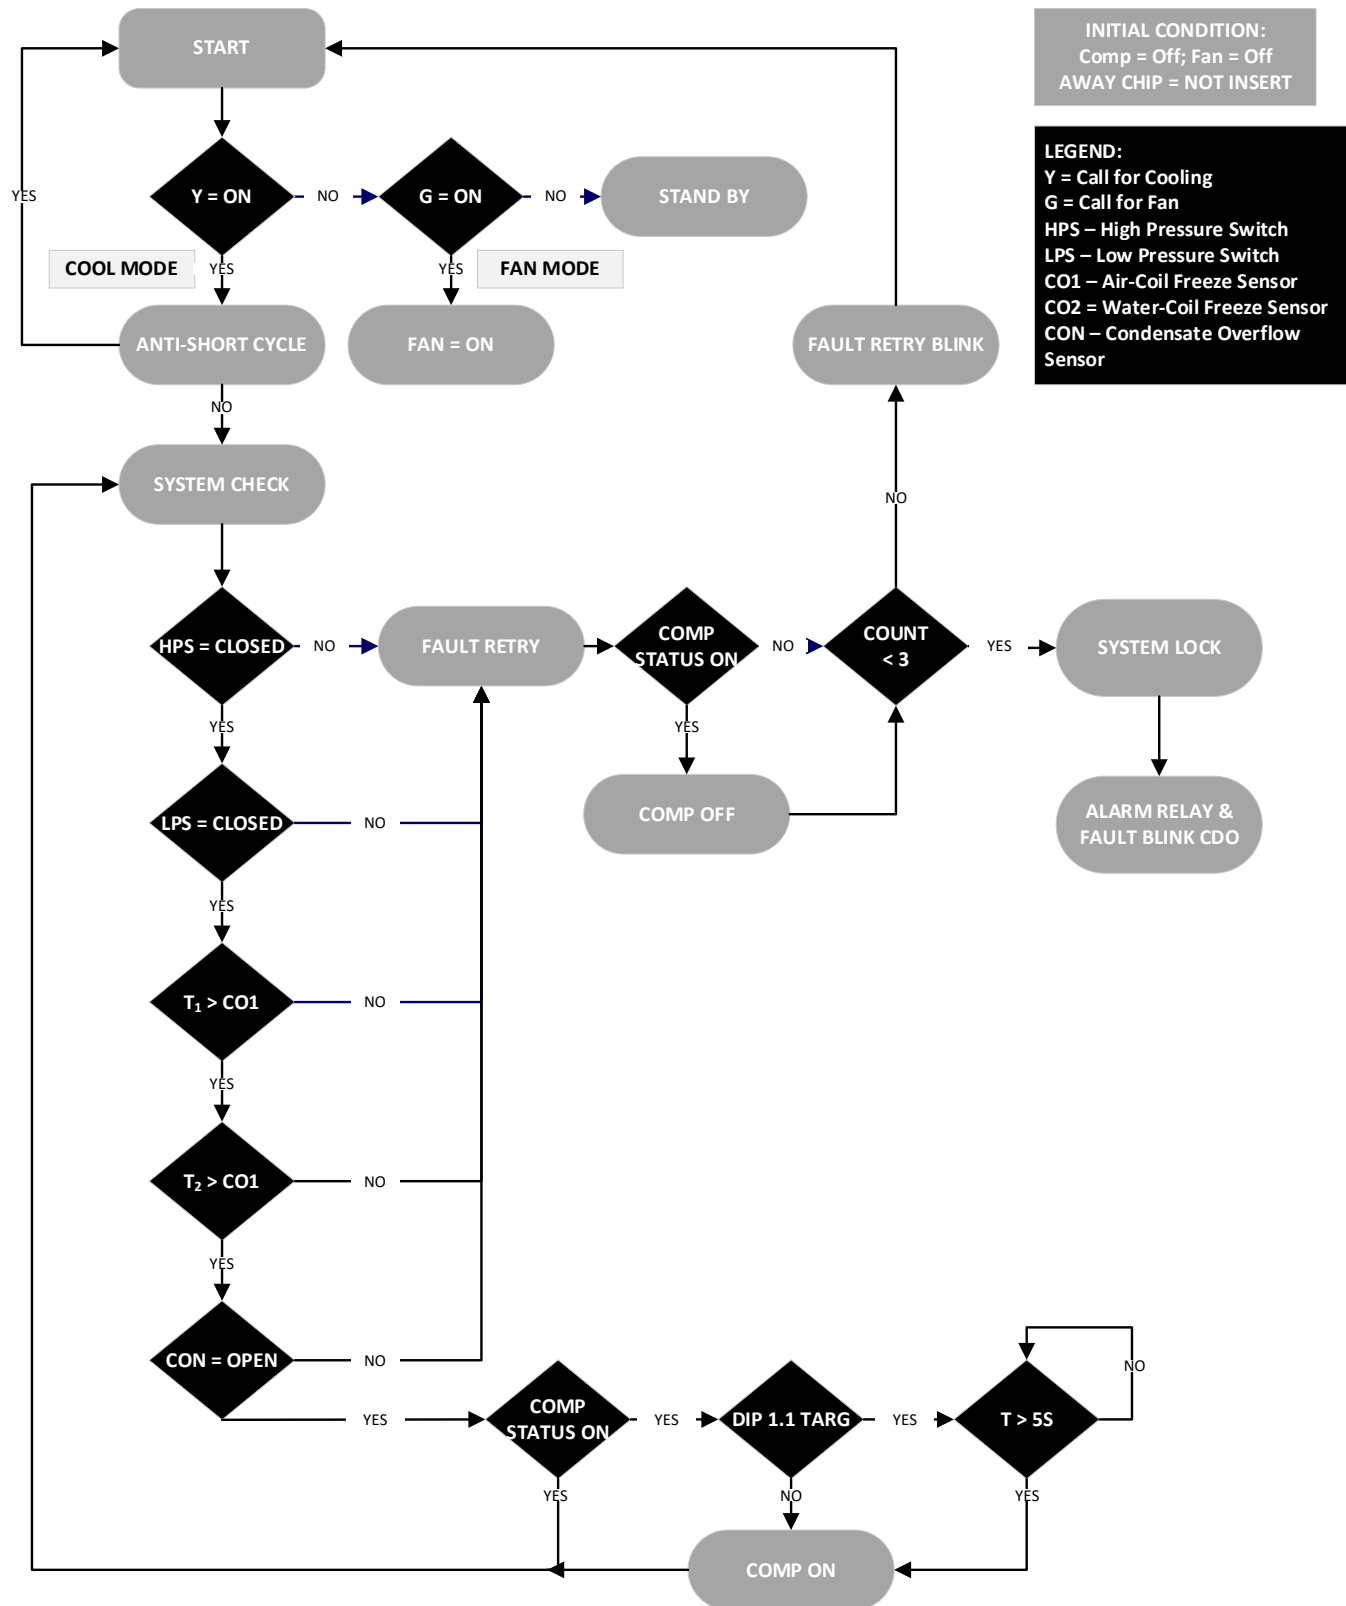 START
INITIAL CONDITION:
Comp = Off; Fan = Off
AWAY CHIP = NOT INSERT
LEGEND:
Y = Call for Cooling
G = Call for Fan
HPS – High Pressure Switch
LPS – Low Pressure Switch
CO1 – Air-Coil Freeze Sensor
CO2 = Water-Coil Freeze Sensor
CON – Condensate Overflow
Sensor
YES
Y = ON
NO
G = ON
NO
STAND BY
COOL MODE
YES
YES
FAN MODE
ANTI-SHORT CYCLE
FAN = ON
FAULT RETRY BLINK
NO
SYSTEM CHECK
NO
HPS = CLOSED
NO
FAULT RETRY
COMP
STATUS ON
NO
COUNT
< 3
YES
SYSTEM LOCK
YES
YES
LPS = CLOSED
NO
COMP OFF
ALARM RELAY &
FAULT BLINK CDO
YES
T₁ > CO1
NO
YES
T₂ > CO1
NO
YES
CON = OPEN
NO
YES
COMP
STATUS ON
YES
DIP 1.1 TARG
YES
T > 5S
NO
YES
NO
YES
COMP ON